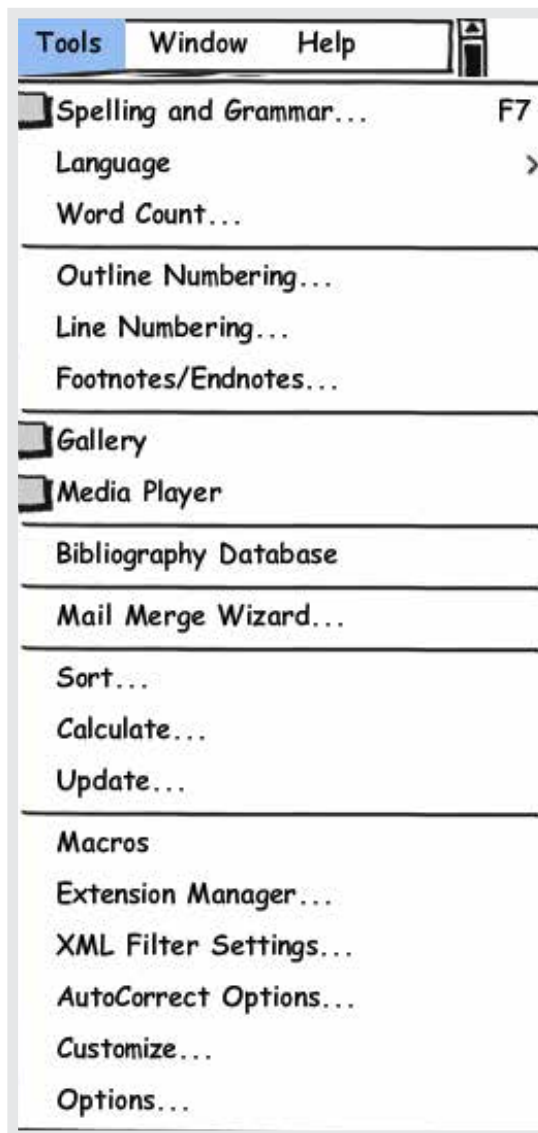 Tools Window Help
Spelling and Grammar... F7
Language >
Word Count...
Outline Numbering...
Line Numbering...
Footnotes/Endnotes...
Gallery
Media Player
Bibliography Database
Mail Merge Wizard...
Sort...
Calculate...
Update...
Macros
Extension Manager...
XML Filter Settings...
AutoCorrect Options...
Customize...
Options...